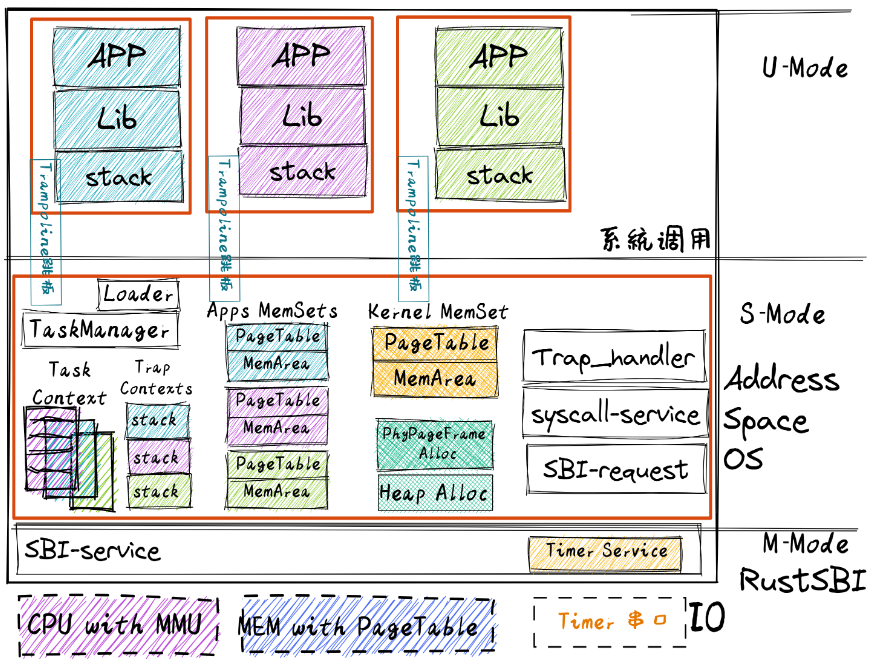 APP
Lib
stack
APP
Lib
stack
APP
Lib
stack
U-Mode
Trampoline跳板
Trampoline跳板
Trampoline跳板
系統调用
Loader
TaskManager
Task
Context
Trap
Contexts
stack
stack
stack
Apps MemSets
PageTable
MemArea
PageTable
MemArea
PageTable
MemArea
Kernel MemSet
PageTable
MemArea
PhyPageFrame
Alloc
Heap Alloc
Trap_handler
syscall-service
SBI-request
S-Mode
Address
Space
OS
SBI-service
Timer Service
M-Mode
RustSBI
CPU with MMU
MEM with PageTable
Timer 串口
IO